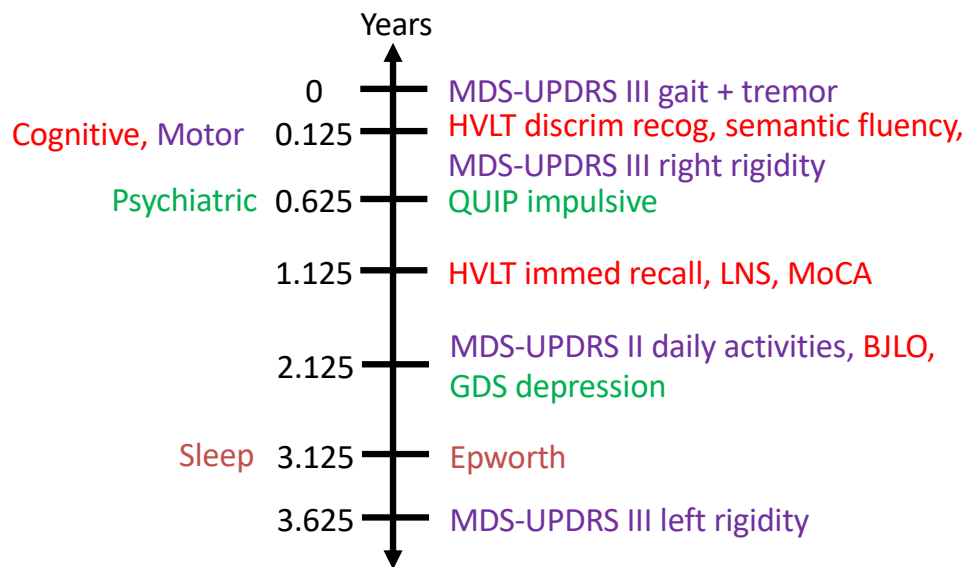 Years
0 MDS-UPDRS III gait + tremor
Cognitive, Motor 0.125 HVLT discrim recog, semantic fluency,
MDS-UPDRS III right rigidity
Psychiatric 0.625 QUIP impulsive
1.125 HVLT immed recall, LNS, MoCA
2.125 MDS-UPDRS II daily activities, BJLO,
GDS depression
Sleep 3.125 Epworth
3.625 MDS-UPDRS III left rigidity